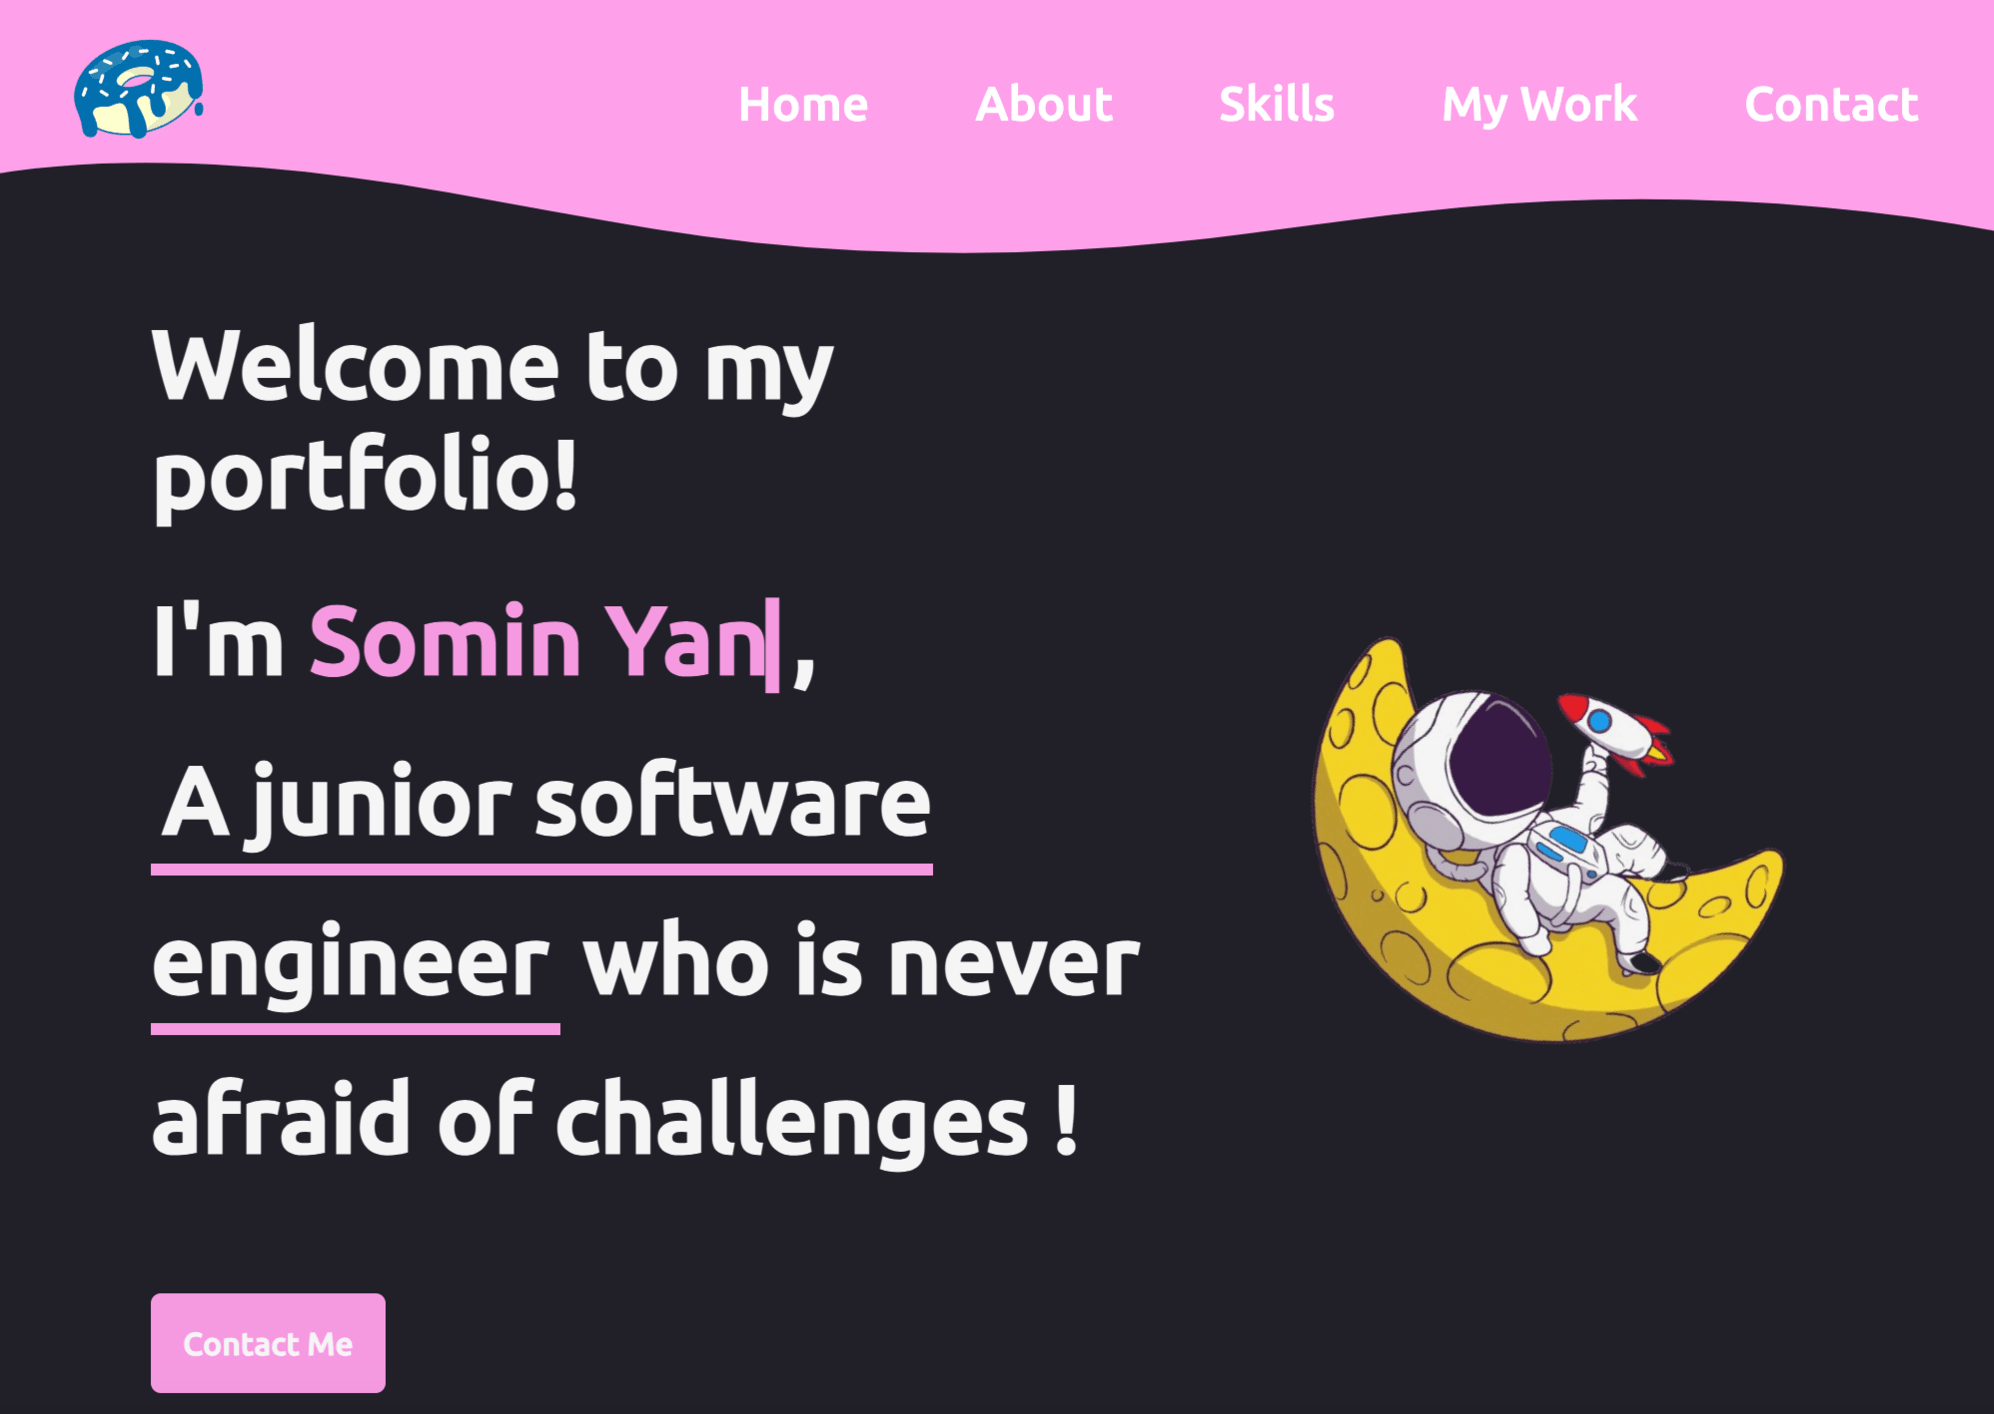 Home About Skills My Work Contact
Welcome to my
portfolio!
I'm Somin Yan| ,
A junior software
engineer who is never
afraid of challenges !
Contact Me